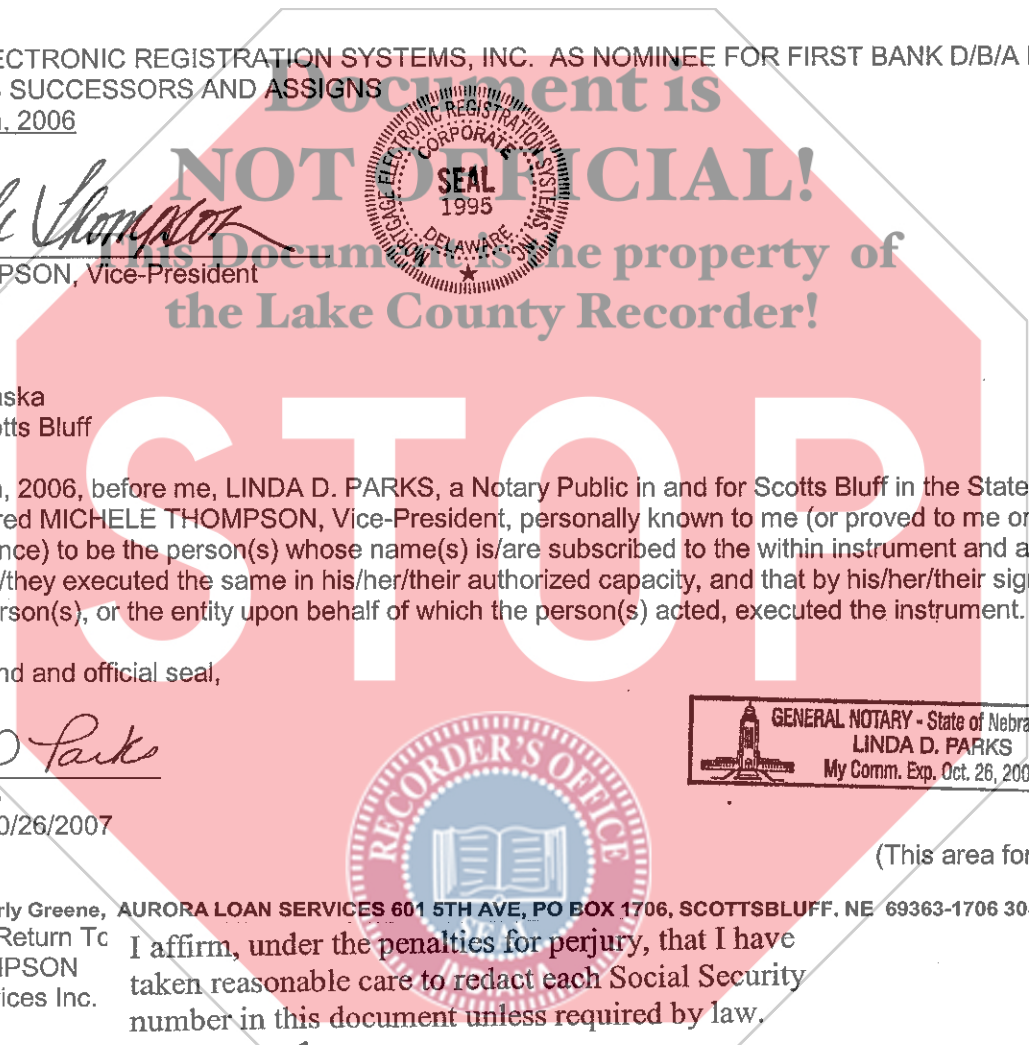 ECTRONIC REGISTRATION SYSTEMS, INC. AS NOMINEE FOR FIRST BANK D/B/A
SUCCESSORS AND ASSIGNS
, 2006
Document is
NOT OFFICIAL!
This Document is the property of
the Lake County Recorder!
MORTGAGE ELECTRONIC REGISTRATION SYSTEMS, INC.
CORPORATE
SEAL
1995
DELAWARE
Thompson
PSON, Vice-President
aska
otts Bluff
STOP
, 2006, before me, LINDA D. PARKS, a Notary Public in and for Scotts Bluff in the State
red MICHELE THOMPSON, Vice-President, personally known to me (or proved to me on
nce) to be the person(s) whose name(s) is/are subscribed to the within instrument and a
/they executed the same in his/her/their authorized capacity, and that by his/her/their sig
erson(s), or the entity upon behalf of which the person(s) acted, executed the instrument.
nd and official seal,
D Parks
GENERAL NOTARY - State of Nebra
LINDA D. PARKS
My Comm. Exp. Oct. 26, 200
0/26/2007
RECORDER'S OFFICE
SEAL
INDIANA
(This area for
rly Greene, AURORA LOAN SERVICES 601 5TH AVE, PO BOX 1706, SCOTTSBLUFF, NE 69363-1706 30
Return To
MPSON
vices Inc.
I affirm, under the penalties for perjury, that I have
taken reasonable care to redact each Social Security
number in this document unless required by law.